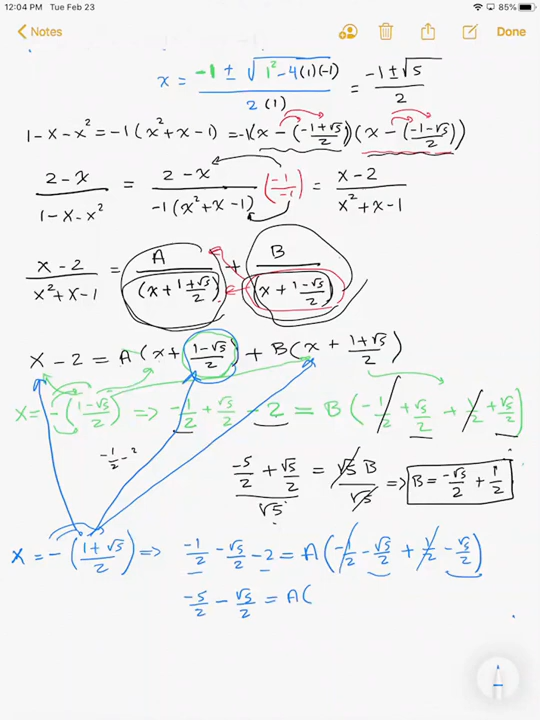 12:04 PM Tue Feb 23 85%
Notes Done
x = (-1 ± √(1²-4(1)(-1)))/(2(1)) = (-1±√5)/2
1-x-x² = -1(x²+x-1) = -1(x-((-1+√5)/2))(x-((-1-√5)/2))
(2-x)/(1-x-x²) = (2-x)/(-1(x²+x-1)) (-1/-1) = (x-2)/(x²+x-1)
(x-2)/(x²+x-1) = A/(x+(1+√5)/2) + B/(x+(1-√5)/2)
x-2 = A(x+(1-√5)/2) + B(x+(1+√5)/2)
x = -((1-√5)/2) ⇒ -1/2 + √5/2 - 2 = B(-1/2 + √5/2 + 1/2 + √5/2)
-1/2 - 2
(-5/2 + √5/2)/√5 = √5 B/√5 ⇒ B = -√5/2 + 1/2
x = -((1+√5)/2) ⇒ -1/2 - √5/2 - 2 = A(-1/2 - √5/2 + 1/2 - √5/2)
-5/2 - √5/2 = A(